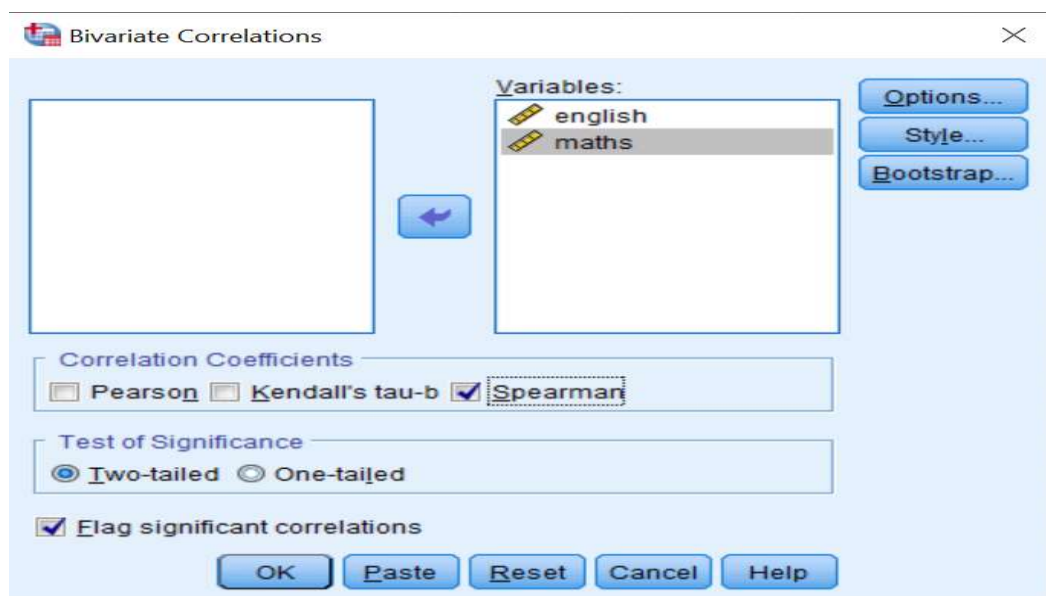 Bivariate Correlations
Variables:
english
maths
Options...
Style...
Bootstrap...
Correlation Coefficients
Pearson Kendall's tau-b Spearman
Test of Significance
Two-tailed One-tailed
Flag significant correlations
OK Paste Reset Cancel Help